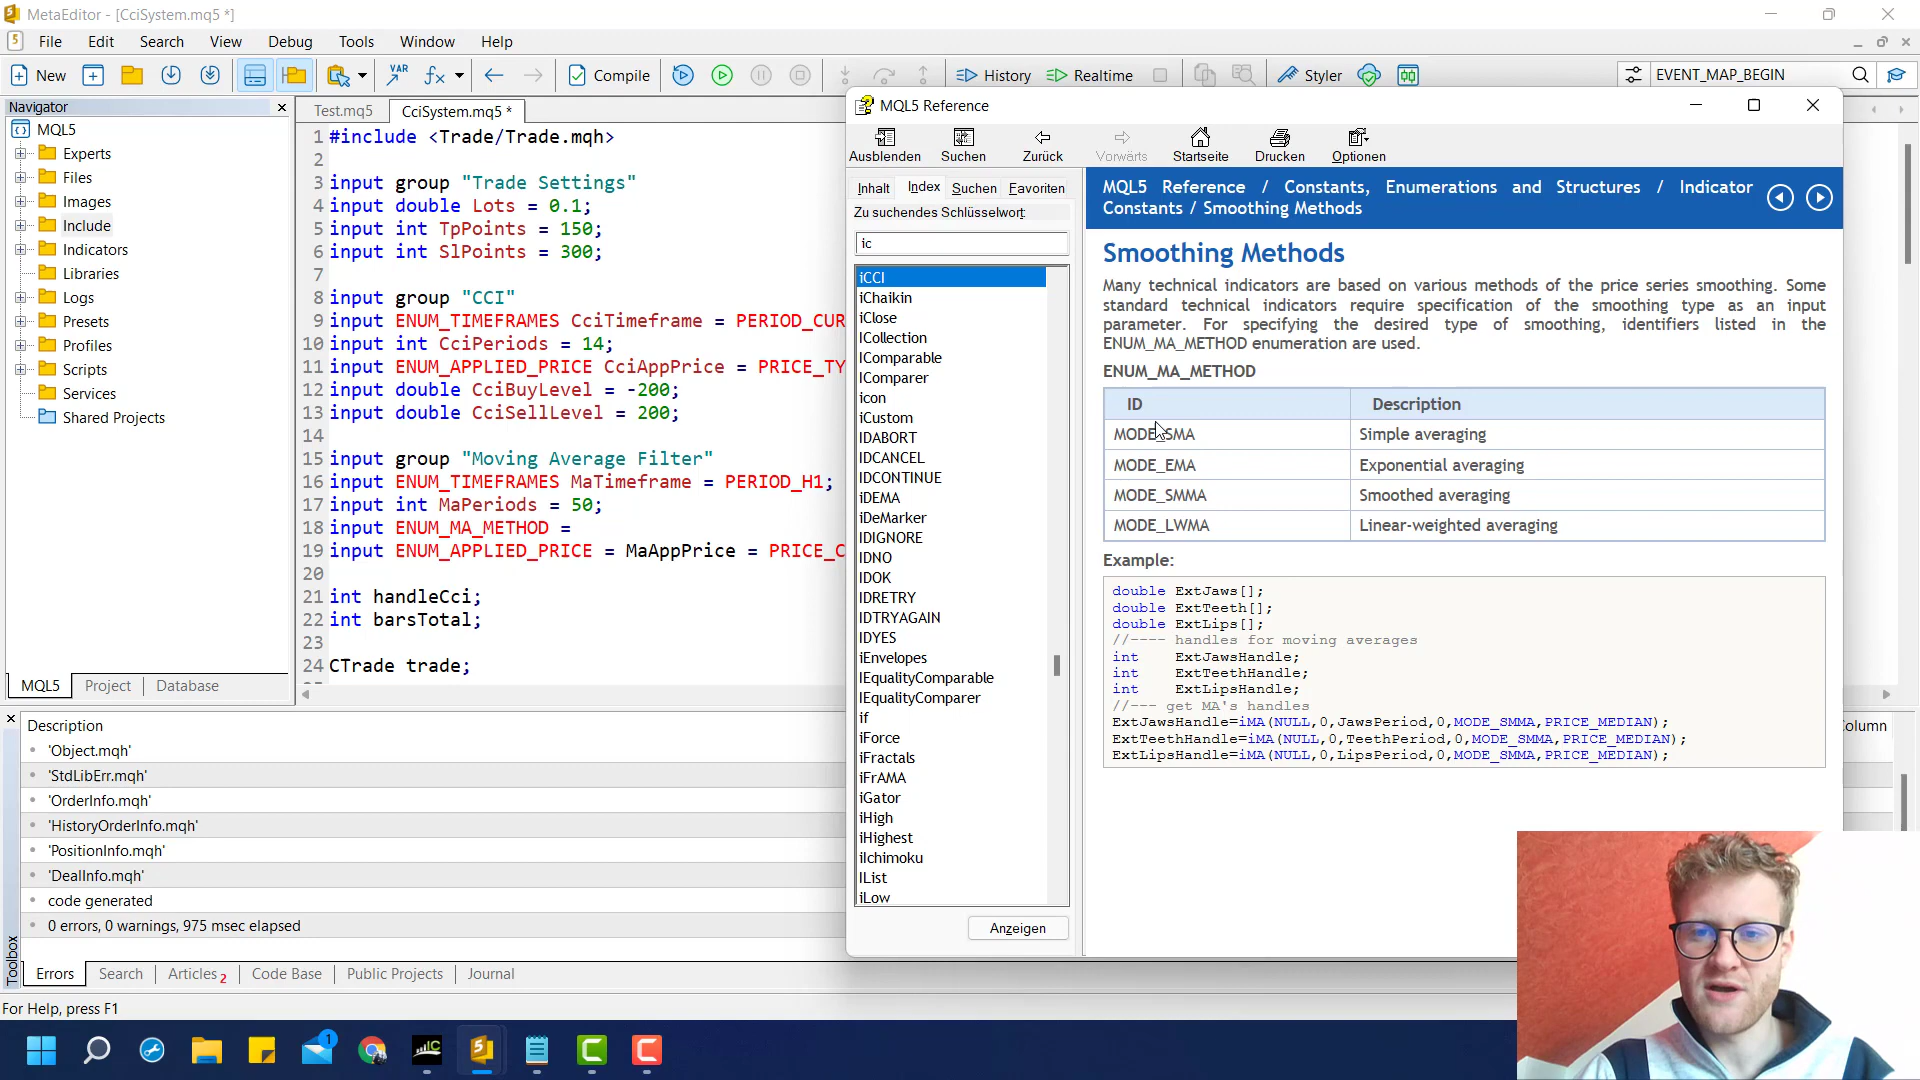 MetaEditor - [CciSystem.mq5 *]
File Edit Search View Debug Tools Window Help
New
VAR
Compile
History
Realtime
Styler
EVENT_MAP_BEGIN
Navigator
MQL5
Experts
Files
Images
Include
Indicators
Libraries
Logs
Presets
Profiles
Scripts
Services
Shared Projects
MQL5 Project Database
Test.mq5 CciSystem.mq5 *
1 #include <Trade/Trade.mqh>
2
3 input group "Trade Settings"
4 input double Lots = 0.1;
5 input int TpPoints = 150;
6 input int SlPoints = 300;
7
8 input group "CCI"
9 input ENUM_TIMEFRAMES CciTimeframe = PERIOD_CUR
10 input int CciPeriods = 14;
11 input ENUM_APPLIED_PRICE CciAppPrice = PRICE_TY
12 input double CciBuyLevel = -200;
13 input double CciSellLevel = 200;
14
15 input group "Moving Average Filter"
16 input ENUM_TIMEFRAMES MaTimeframe = PERIOD_H1;
17 input int MaPeriods = 50;
18 input ENUM_MA_METHOD =
19 input ENUM_APPLIED_PRICE = MaAppPrice = PRICE_C
20
21 int handleCci;
22 int barsTotal;
23
24 CTrade trade;
MQL5 Reference
Ausblenden Suchen Zurück Vorwärts Startseite Drucken Optionen
Inhalt Index Suchen Favoriten
Zu suchendes Schlüsselwort:
ic
iCCI
iChaikin
iClose
ICollection
IComparable
IComparer
icon
iCustom
IDABORT
IDCANCEL
IDCONTINUE
iDEMA
iDeMarker
IDIGNORE
IDNO
IDOK
IDRETRY
IDTRYAGAIN
IDYES
iEnvelopes
IEqualityComparable
IEqualityComparer
if
iForce
iFractals
iFrAMA
iGator
iHigh
iHighest
iIchimoku
IList
iLow
Anzeigen
MQL5 Reference / Constants, Enumerations and Structures / Indicator
Constants / Smoothing Methods
Smoothing Methods
Many technical indicators are based on various methods of the price series smoothing. Some
standard technical indicators require specification of the smoothing type as an input
parameter. For specifying the desired type of smoothing, identifiers listed in the
ENUM_MA_METHOD enumeration are used.
ENUM_MA_METHOD
ID Description
MODE_SMA Simple averaging
MODE_EMA Exponential averaging
MODE_SMMA Smoothed averaging
MODE_LWMA Linear-weighted averaging
Example:
double ExtJaws[];
double ExtTeeth[];
double ExtLips[];
//---- handles for moving averages
int ExtJawsHandle;
int ExtTeethHandle;
int ExtLipsHandle;
//--- get MA's handles
ExtJawsHandle=iMA(NULL,0,JawsPeriod,0,MODE_SMMA,PRICE_MEDIAN);
ExtTeethHandle=iMA(NULL,0,TeethPeriod,0,MODE_SMMA,PRICE_MEDIAN);
ExtLipsHandle=iMA(NULL,0,LipsPeriod,0,MODE_SMMA,PRICE_MEDIAN);
Description
olumn
'Object.mqh'
'StdLibErr.mqh'
'OrderInfo.mqh'
'HistoryOrderInfo.mqh'
'PositionInfo.mqh'
'DealInfo.mqh'
code generated
0 errors, 0 warnings, 975 msec elapsed
Toolbox
Errors Search Articles 2 Code Base Public Projects Journal
For Help, press F1
1
IC